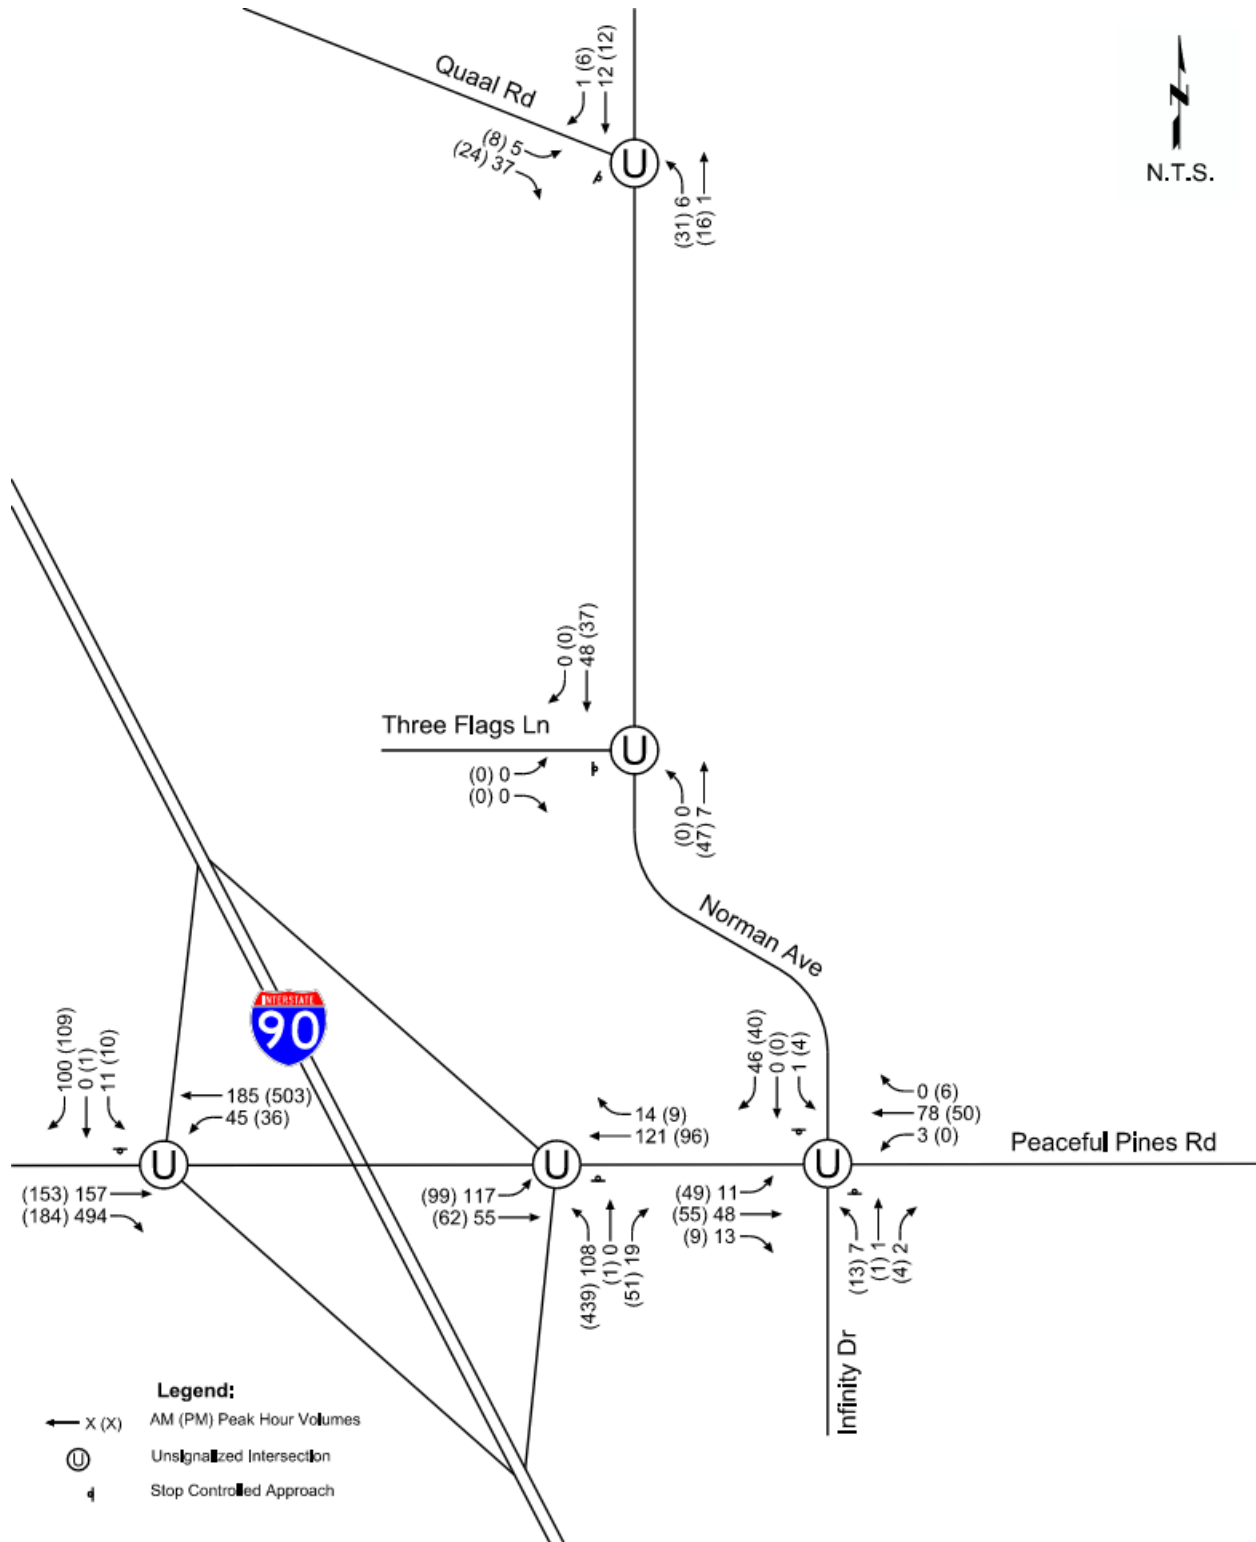 Quaal Rd
1 (6)
12 (12)
(8) 5
(24) 37
U
(31) 6
(16) 1
N
N.T.S.
0 (0)
48 (37)
Three Flags Ln
U
(0) 0
(0) 0
(0) 0
(47) 7
Norman Ave
INTERSTATE
90
100 (109)
0 (1)
11 (10)
185 (503)
45 (36)
14 (9)
121 (96)
46 (40)
0 (0)
1 (4)
0 (6)
78 (50)
3 (0)
Peaceful Pines Rd
U
U
U
(153) 157
(184) 494
(99) 117
(62) 55
(439) 108
(1) 0
(51) 19
(49) 11
(55) 48
(9) 13
(13) 7
(1) 1
(4) 2
Infinity Dr
Legend:
X (X) AM (PM) Peak Hour Volumes
U Unsignalized Intersection
Stop Controlled Approach